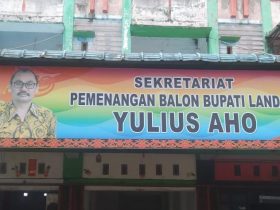 SEKRETARIAT
PEMENANGAN BALON BUPATI LAND
YULIUS AHO